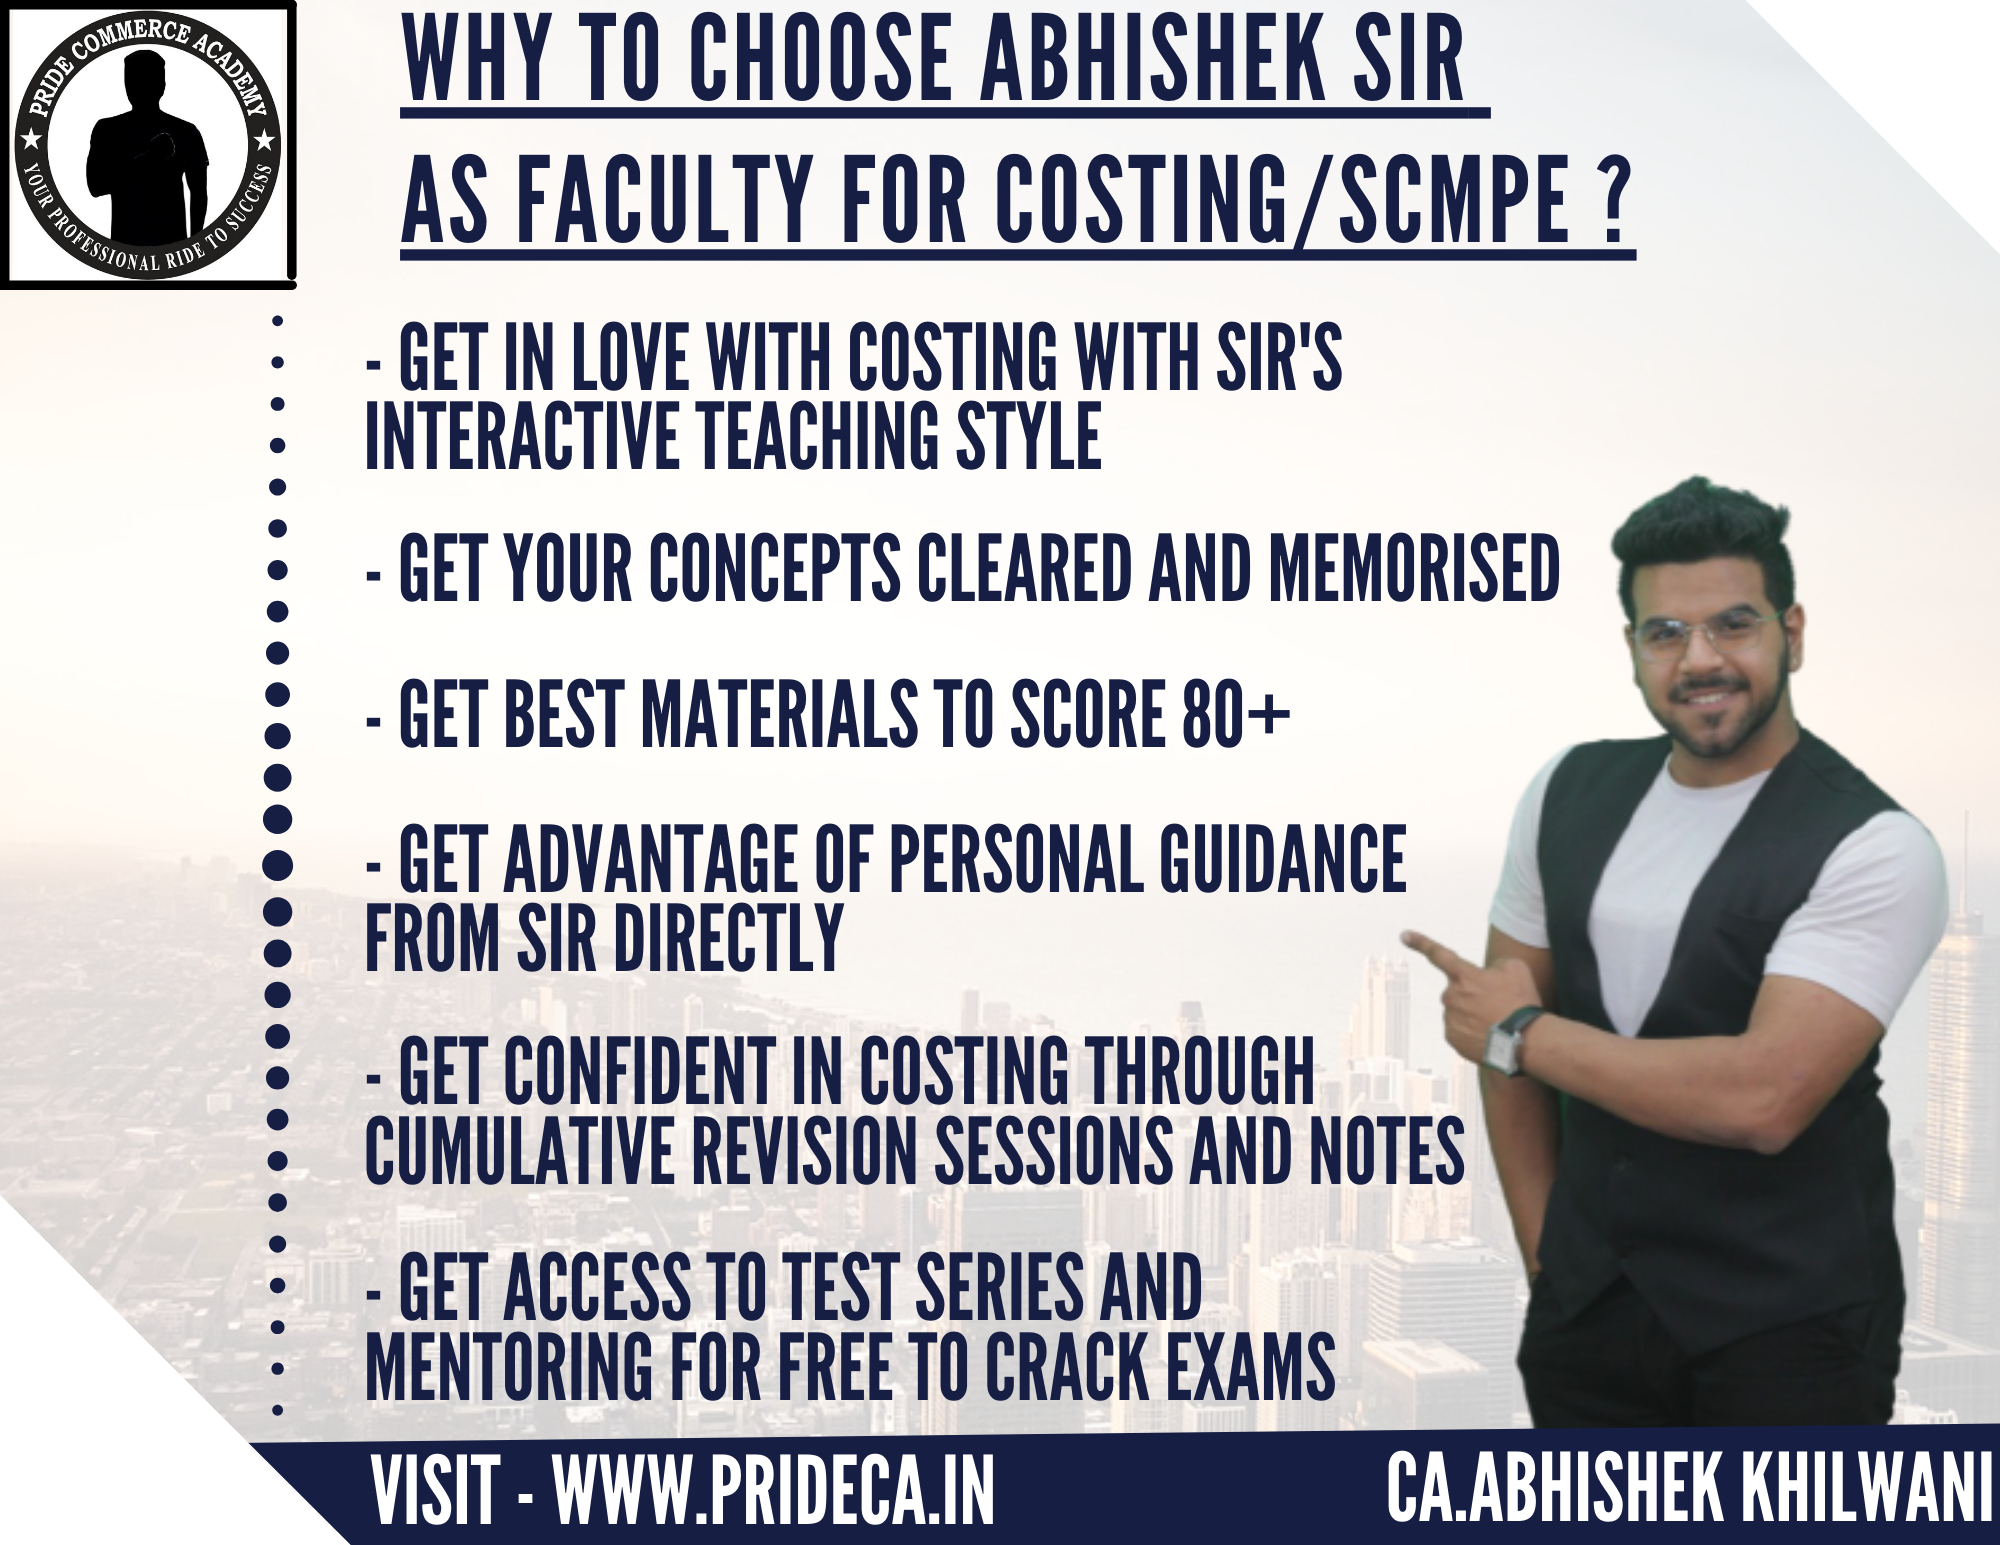 PRIDE COMMERCE ACADEMY
YOUR PROFESSIONAL RIDE TO SUCCESS
WHY TO CHOOSE ABHISHEK SIR
AS FACULTY FOR COSTING/SCMPE ?
- GET IN LOVE WITH COSTING WITH SIR'S
INTERACTIVE TEACHING STYLE
- GET YOUR CONCEPTS CLEARED AND MEMORISED
- GET BEST MATERIALS TO SCORE 80+
- GET ADVANTAGE OF PERSONAL GUIDANCE
FROM SIR DIRECTLY
- GET CONFIDENT IN COSTING THROUGH
CUMULATIVE REVISION SESSIONS AND NOTES
- GET ACCESS TO TEST SERIES AND
MENTORING FOR FREE TO CRACK EXAMS
VISIT - WWW.PRIDECA.IN
CA.ABHISHEK KHILWANI